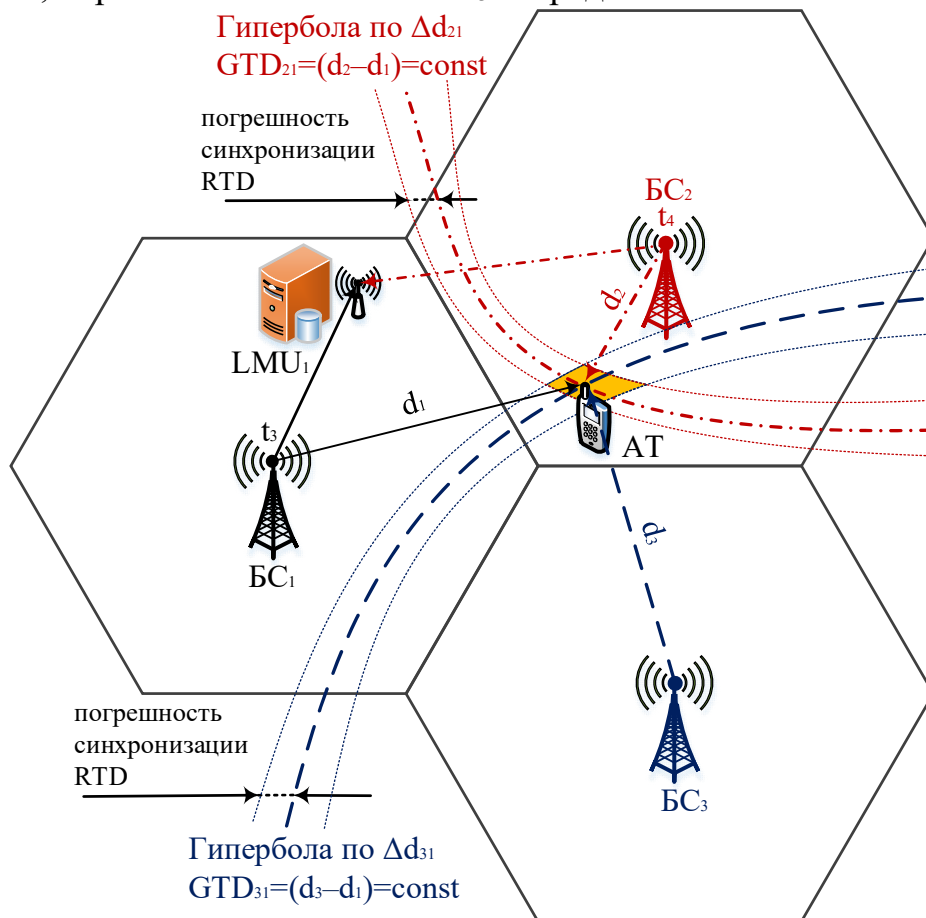 Гипербола по Δd₂₁
GTD₂₁=(d₂–d₁)=const
погрешность
синхронизации
RTD
БС₂
t₄
d₂
LMU₁
d₁
t₃
АТ
БС₁
d₃
погрешность
синхронизации
RTD
БС₃
Гипербола по Δd₃₁
GTD₃₁=(d₃–d₁)=const